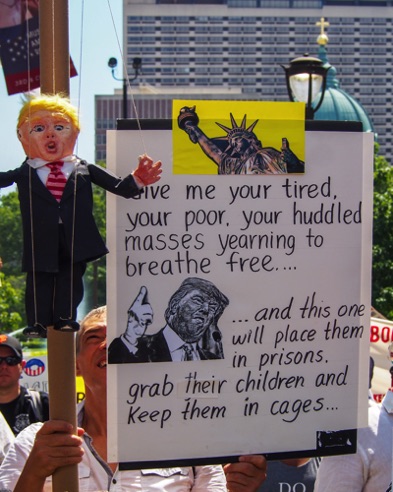 Give me your tired,
your poor, your huddled
masses yearning to
breathe free....
... and this one
will place them
in prisons.
grab their children and
keep them in cages...
BO
DO